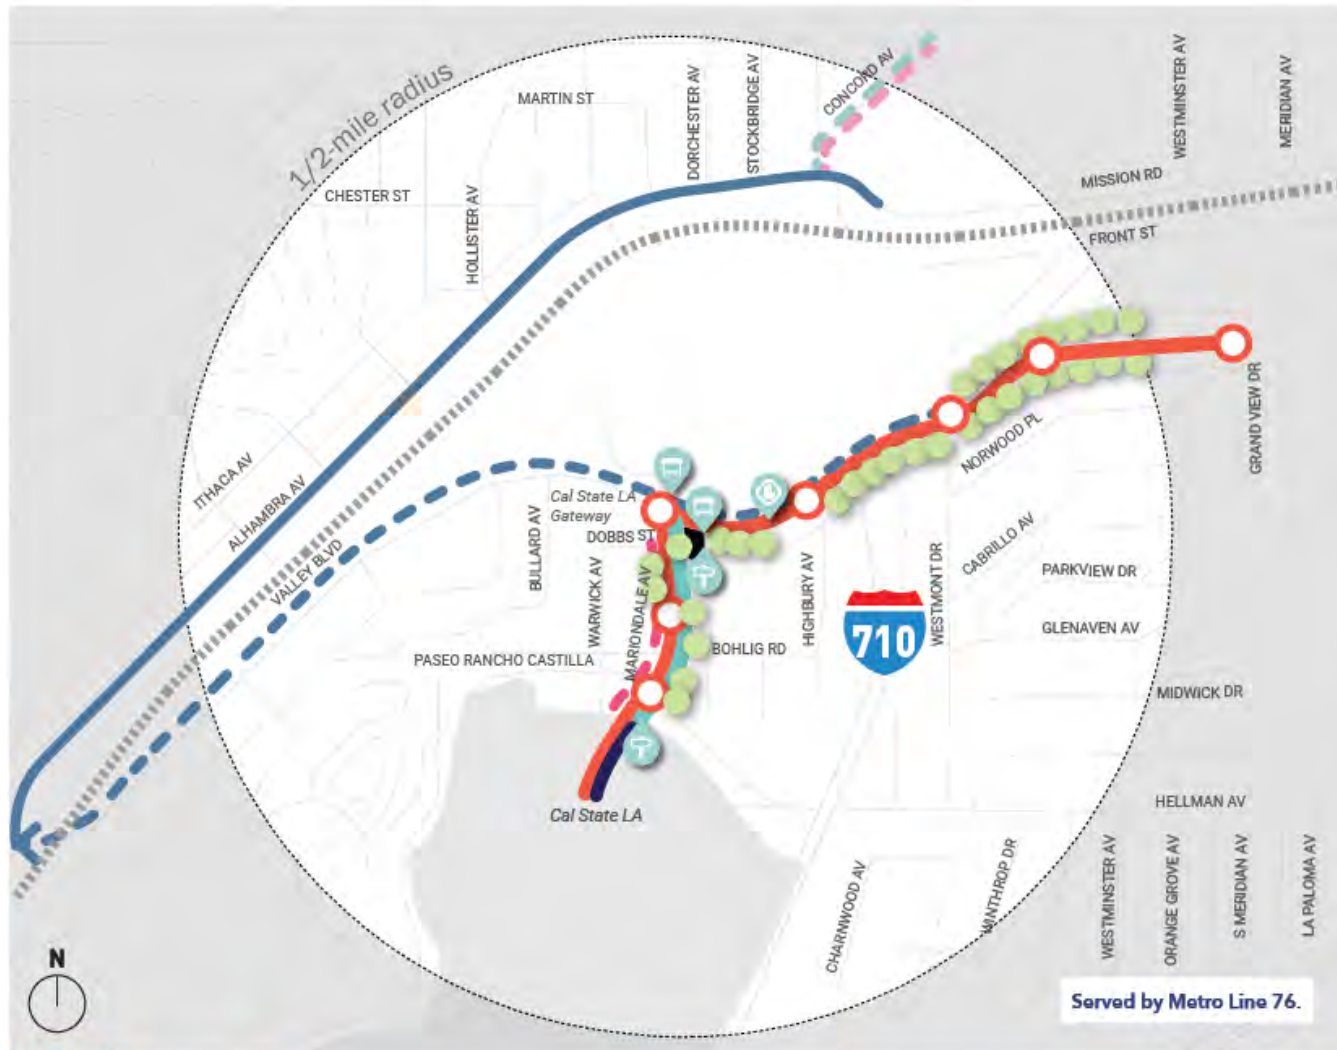 1/2-mile radius
MARTIN ST
DORCHESTER AV
STOCKBRIDGE AV
CONCORD AV
WESTMINSTER AV
MERIDIAN AV
CHESTER ST
HOLLISTER AV
MISSION RD
FRONT ST
GRAND VIEW DR
ITHACA AV
ALHAMBRA AV
VALLEY BLVD
Cal State LA
Gateway
DOBBS ST
BULLARD AV
WARWICK AV
MARIONDALE AV
NORWOOD PL
HIGHBURY AV
WESTMONT DR
CABRILLO AV
PARKVIEW DR
GLENAVEN AV
710
BOHLIG RD
PASEO RANCHO CASTILLA
MIDWICK DR
Cal State LA
HELLMAN AV
CHARNWOOD AV
WINTHROP DR
WESTMINSTER AV
ORANGE GROVE AV
S MERIDIAN AV
LA PALOMA AV
N
Served by Metro Line 76.